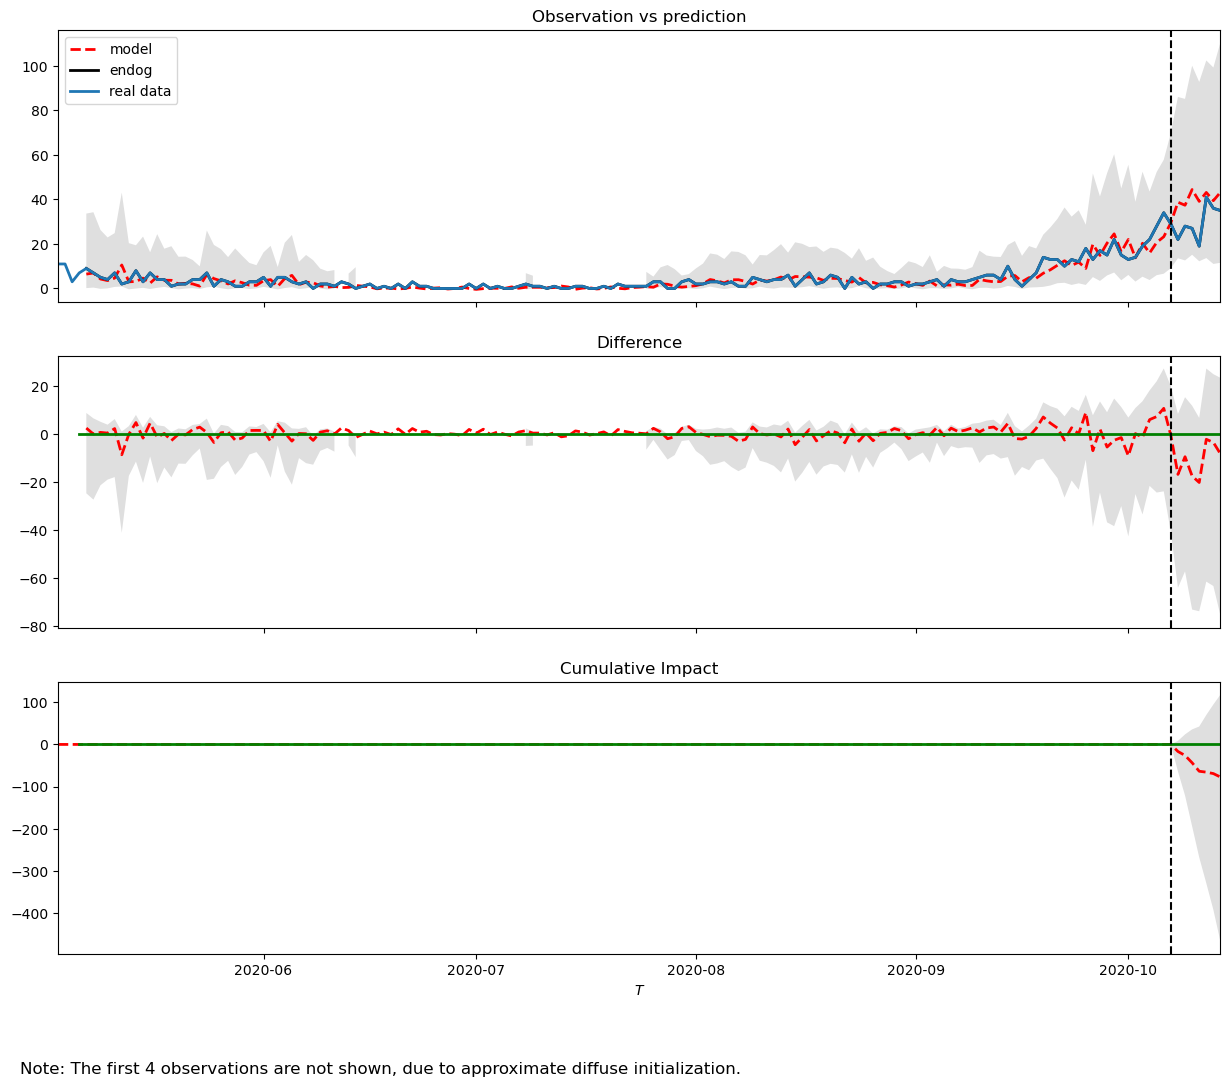 Observation vs prediction
model
endog
real data
100
80
60
40
20
0
Difference
20
0
−20
−40
−60
−80
Cumulative Impact
100
0
−100
−200
−300
−400
2020-06 2020-07 2020-08 2020-09 2020-10
T
Note: The first 4 observations are not shown, due to approximate diffuse initialization.